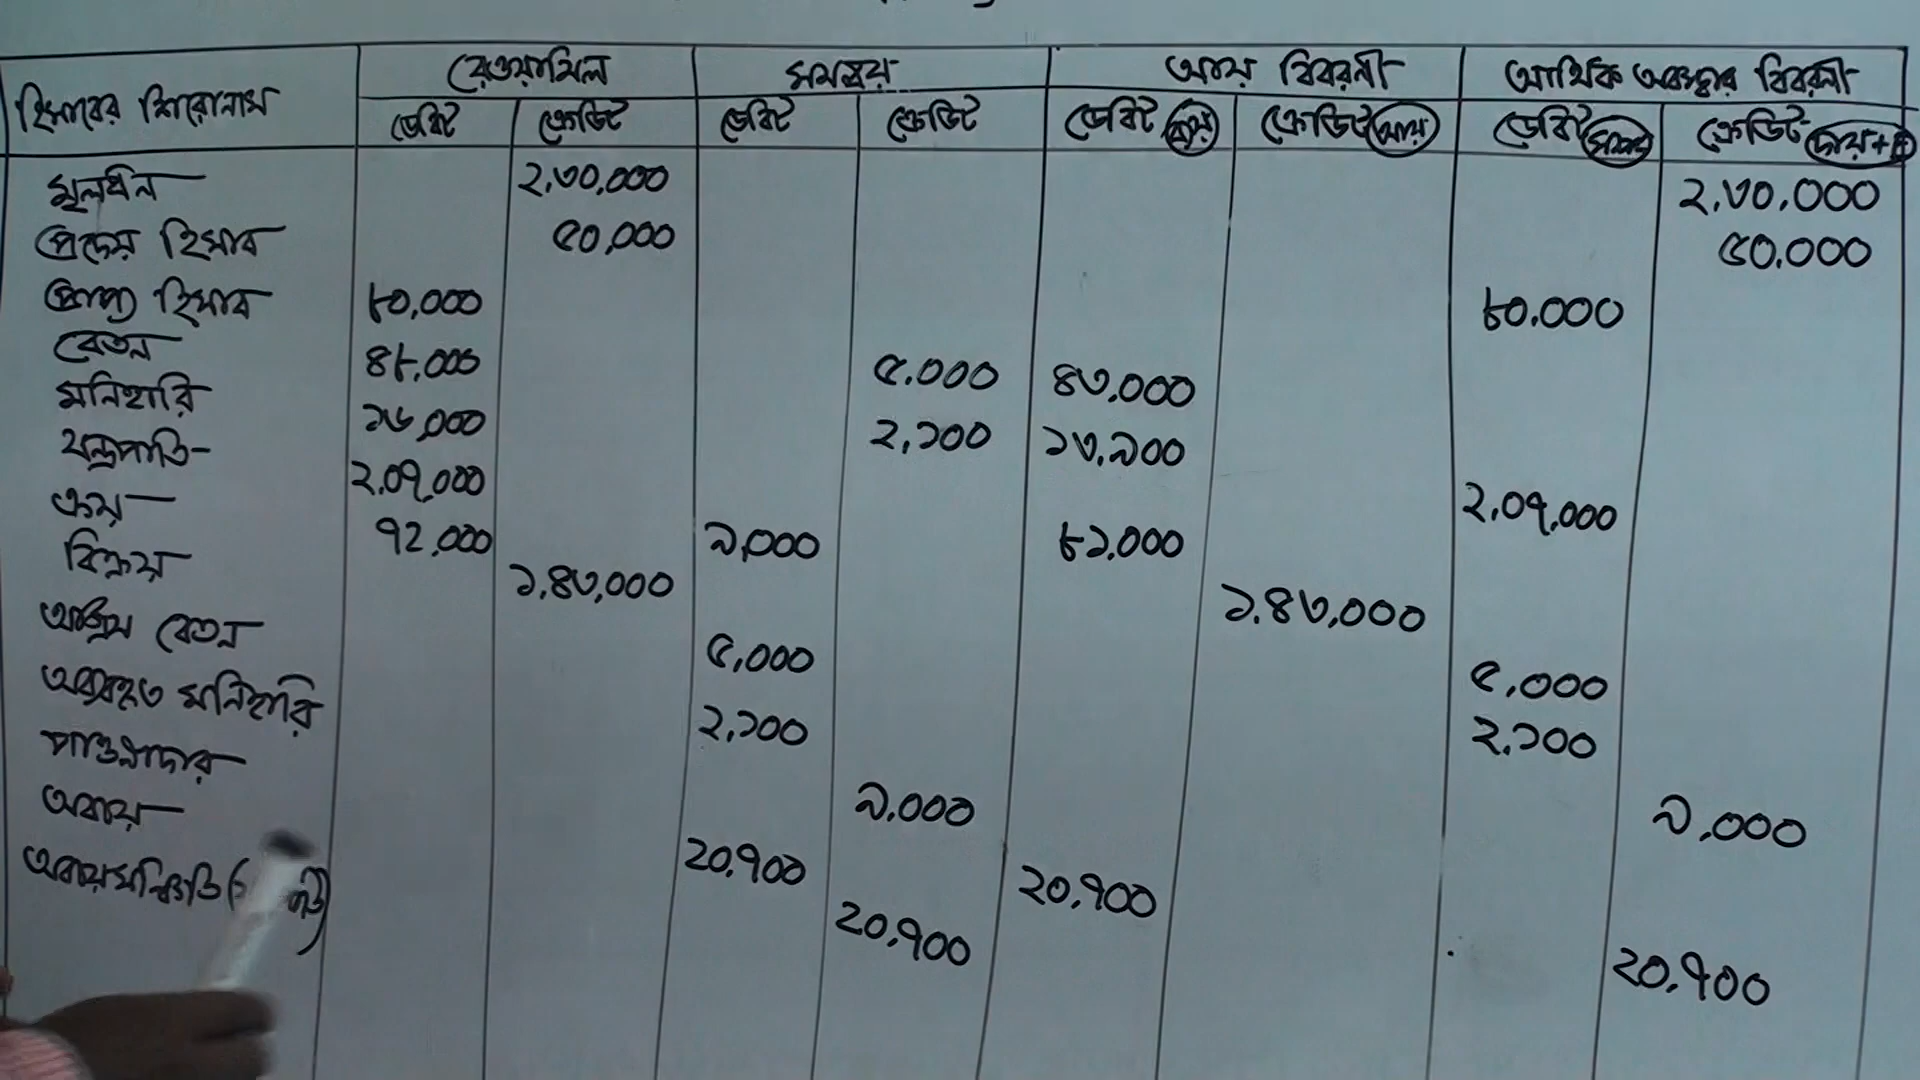 রেওয়ামিল সমন্বয় আয় বিবরণী আর্থিক অবস্থার বিবরণী
হিসাবের শিরোনাম ডেবিট ক্রেডিট ডেবিট ক্রেডিট ডেবিট ব্যয় ক্রেডিট আয় ডেবিট সম্পদ ক্রেডিট দায়+
মূলধন ২,৩০,০০০ ২,৩০,০০০
প্রদেয় হিসাব ৫০,০০০ ৫০,০০০
প্রাপ্য হিসাব ৮০,০০০ ৮০,০০০
বেতন ৪৮,০০০ ৫,০০০ ৪৩,০০০
মনিহারি ১৬,০০০ ২,১০০ ১৩,৯০০
যন্ত্রপাতি ২,০৭,০০০ ২,০৭,০০০
ক্রয় ৭২,০০০ ৯,০০০ ৮১,০০০
বিক্রয় ১,৪৩,০০০ ১,৪৩,০০০
অগ্রিম বেতন ৫,০০০ ৫,০০০
অব্যবহৃত মনিহারি ২,১০০ ২,১০০
পাওনাদার ৯,০০০ ৯,০০০
অবচয় ২০,৭০০ ২০,৭০০
অবচয় সঞ্চিতি ২০,৭০০ ২০,৭০০